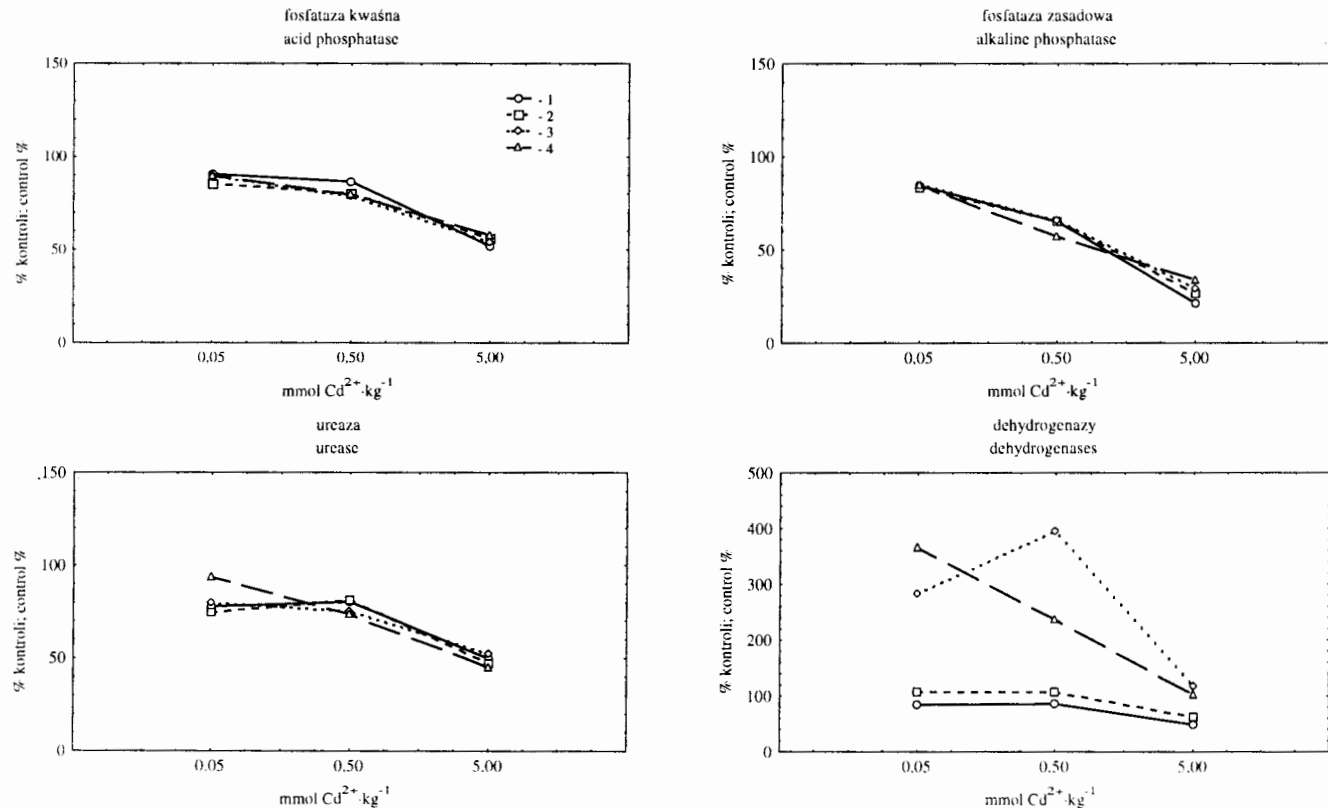 fosfataza kwaśna
acid phosphatase
150
100
50
0
% kontroli; control %
- 1
- 2
- 3
- 4
0.05 0.50 5.00
mmol Cd²⁺·kg⁻¹
fosfataza zasadowa
alkaline phosphatase
150
100
50
0
% kontroli; control %
0.05 0.50 5,00
mmol Cd²⁺·kg⁻¹
ureaza
urease
.150
100
50
0
% kontroli; control %
0.05 0.50 5.00
mmol Cd²⁺·kg⁻¹
dehydrogenazy
dehydrogenases
500
400
300
200
100
0
% kontroli; control %
0.05 0.50 5.00
mmol Cd²⁺·kg⁻¹